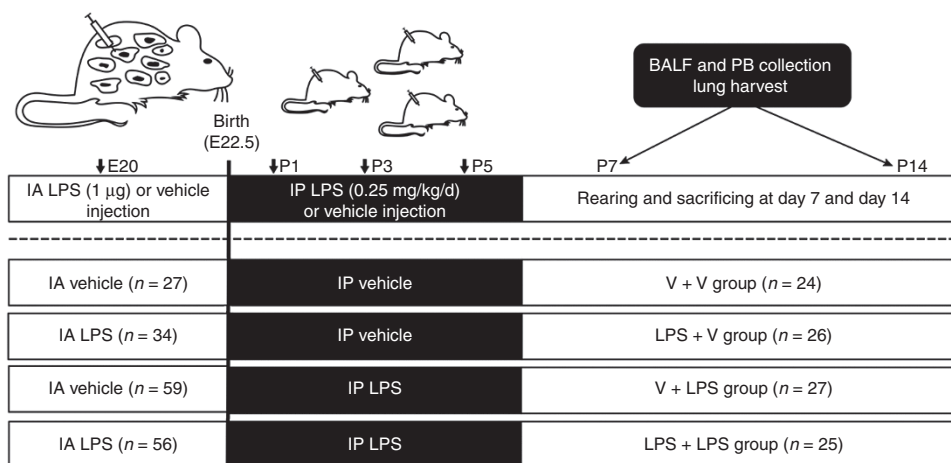 BALF and PB collection
lung harvest
Birth
(E22.5)
E20
P1
P3
P5
P7
P14
IA LPS (1 μg) or vehicle
injection
IP LPS (0.25 mg/kg/d)
or vehicle injection
Rearing and sacrificing at day 7 and day 14
IA vehicle (n = 27)
IP vehicle
V + V group (n = 24)
IA LPS (n = 34)
IP vehicle
LPS + V group (n = 26)
IA vehicle (n = 59)
IP LPS
V + LPS group (n = 27)
IA LPS (n = 56)
IP LPS
LPS + LPS group (n = 25)